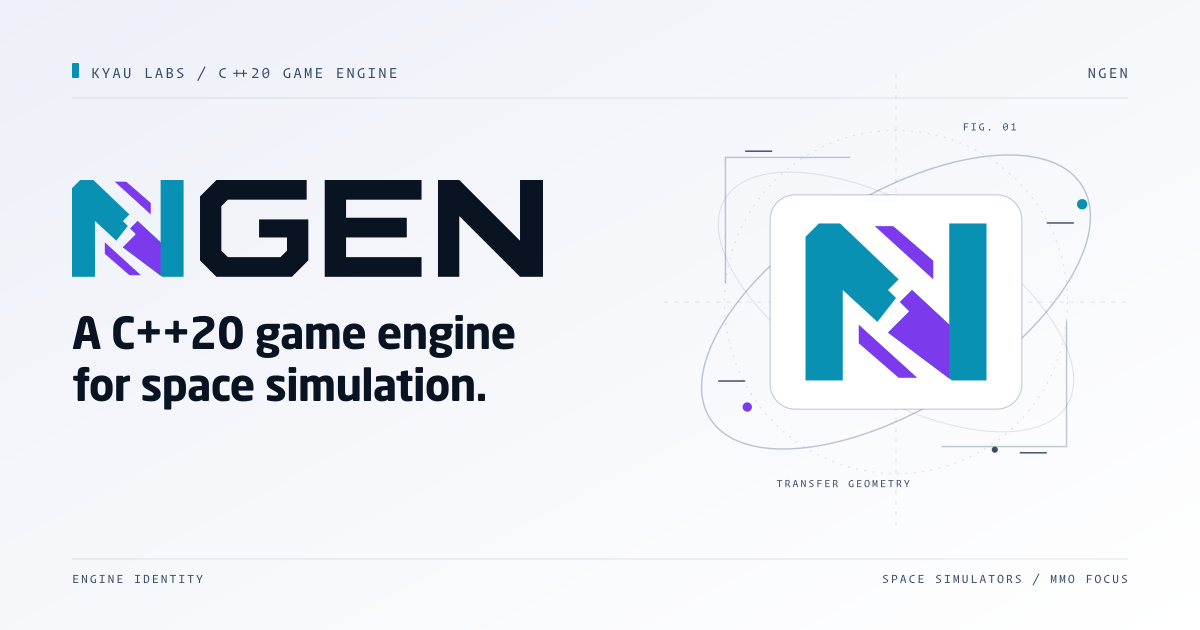 KYAU LABS / C++20 GAME ENGINE
NGEN
FIG. 01
NGEN
A C++20 game engine
for space simulation.
N
TRANSFER GEOMETRY
ENGINE IDENTITY
SPACE SIMULATORS / MMO FOCUS